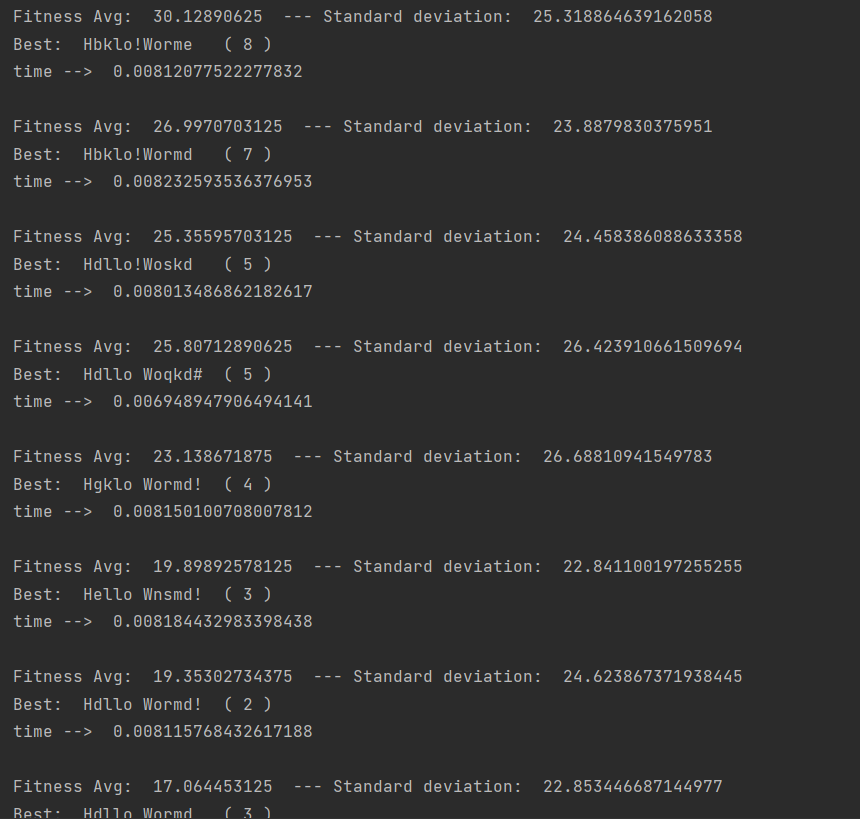 Fitness Avg:  30.12890625  --- Standard deviation:  25.318864639162058
Best:  Hbklo!Worme   ( 8 )
time -->  0.00812077522277832
Fitness Avg:  26.9970703125  --- Standard deviation:  23.8879830375951
Best:  Hbklo!Wormd   ( 7 )
time -->  0.008232593536376953
Fitness Avg:  25.35595703125  --- Standard deviation:  24.458386088633358
Best:  Hdllo!Woskd   ( 5 )
time -->  0.008013486862182617
Fitness Avg:  25.80712890625  --- Standard deviation:  26.423910661509694
Best:  Hdllo Woqkd#  ( 5 )
time -->  0.006948947906494141
Fitness Avg:  23.138671875  --- Standard deviation:  26.68810941549783
Best:  Hgklo Wormd!  ( 4 )
time -->  0.008150100708007812
Fitness Avg:  19.89892578125  --- Standard deviation:  22.841100197255255
Best:  Hello Wnsmd!  ( 3 )
time -->  0.008184432983398438
Fitness Avg:  19.35302734375  --- Standard deviation:  24.623867371938445
Best:  Hdllo Wormd!  ( 2 )
time -->  0.008115768432617188
Fitness Avg:  17.064453125  --- Standard deviation:  22.853446687144977
Best:  Hdllo Wormd   ( 3 )